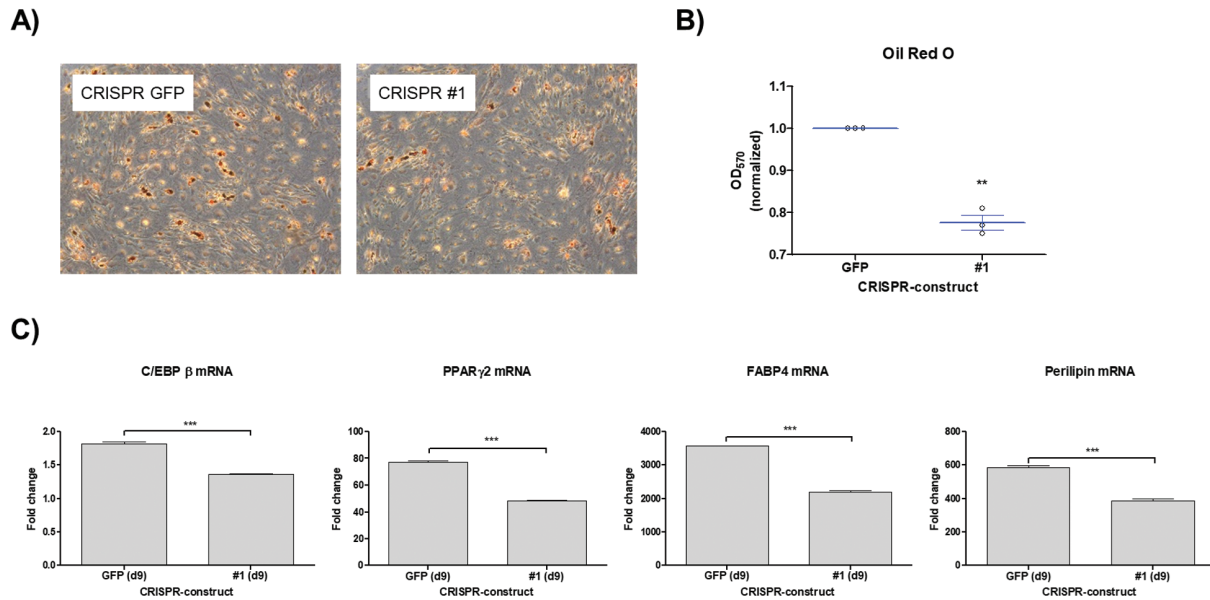 A)
CRISPR GFP
CRISPR #1
B)
Oil Red O
OD570
(normalized)
1.1
1.0
0.9
0.8
0.7
**
GFP
#1
CRISPR-construct
C)
C/EBP β mRNA
Fold change
2.0
1.5
1.0
0.5
0.0
***
GFP (d9)
#1 (d9)
CRISPR-construct
PPARγ2 mRNA
Fold change
100
80
60
40
20
0
***
GFP (d9)
#1 (d9)
CRISPR-construct
FABP4 mRNA
Fold change
4000
3000
2000
1000
0
***
GFP (d9)
#1 (d9)
CRISPR-construct
Perilipin mRNA
Fold change
800
600
400
200
0
***
GFP (d9)
#1 (d9)
CRISPR-construct